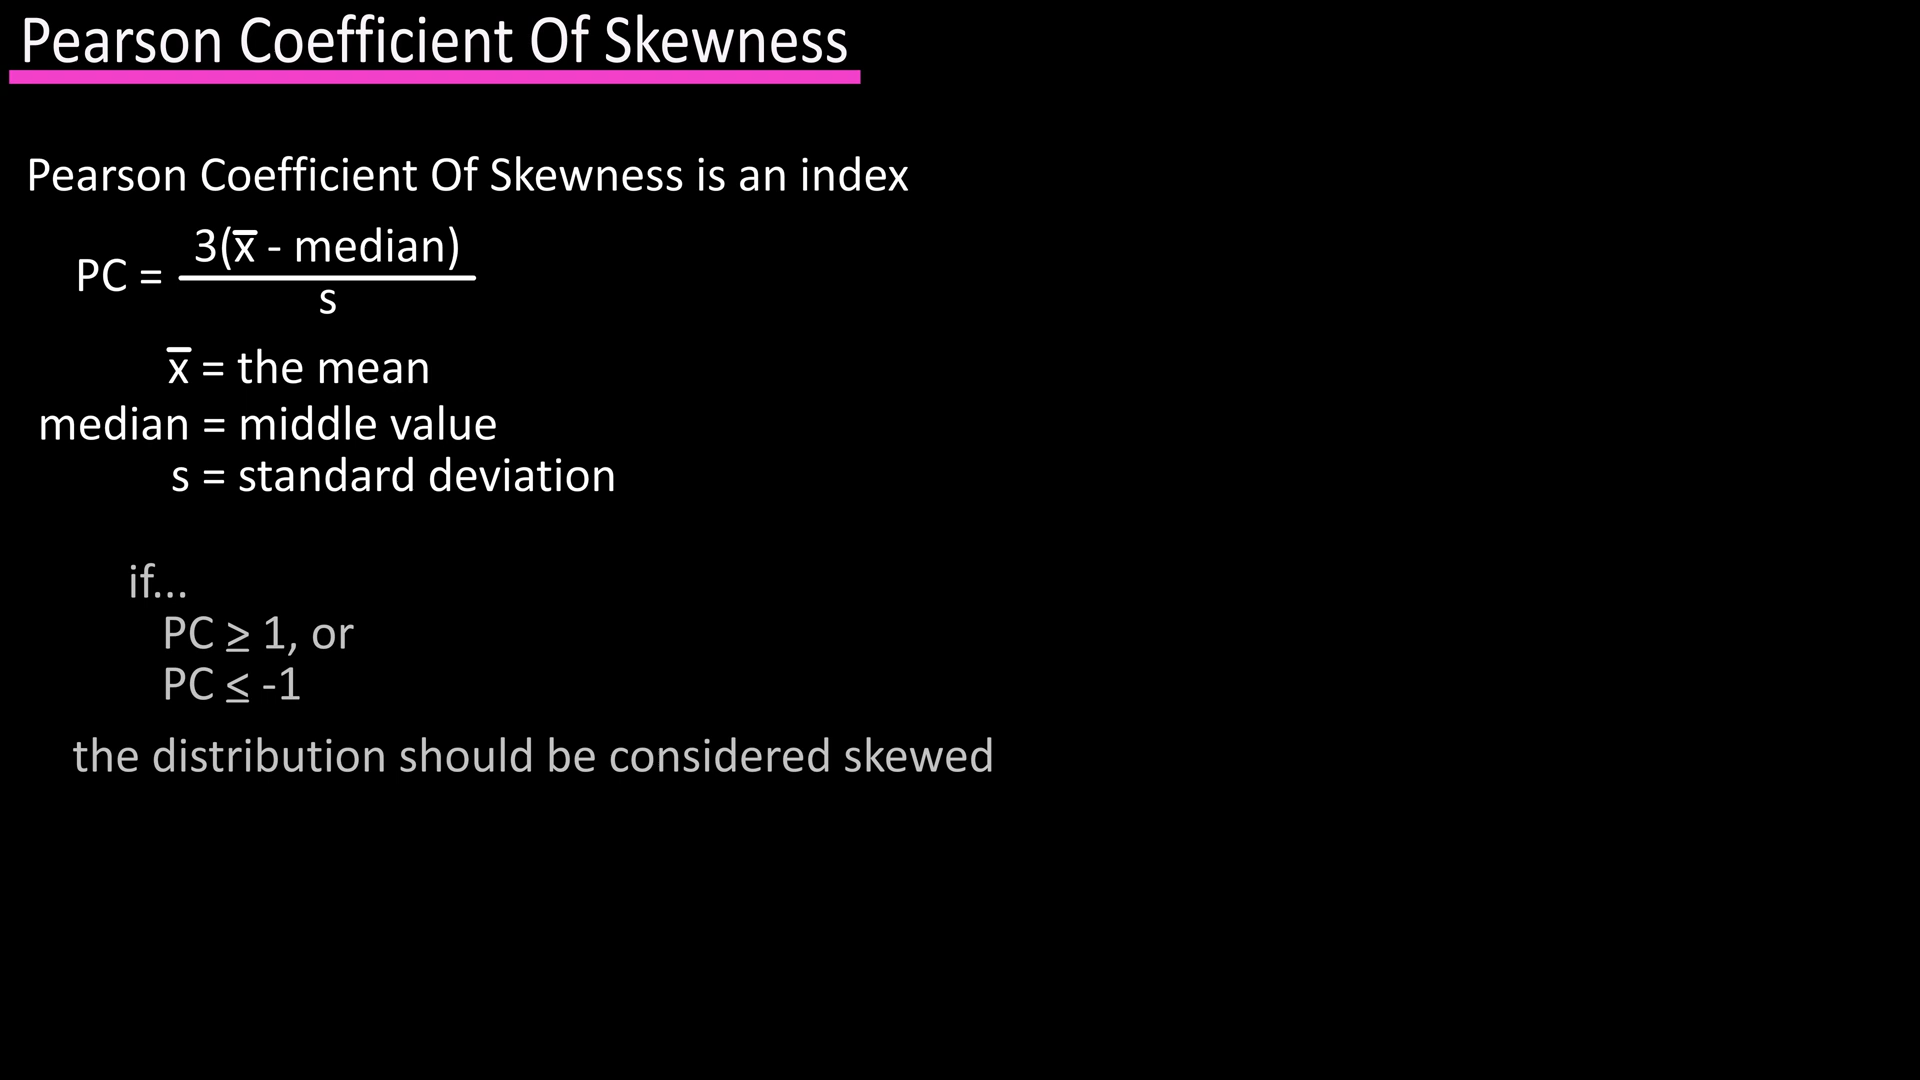 Pearson Coefficient Of Skewness
Pearson Coefficient Of Skewness is an index
PC = 3(x̅ - median)
s
x̅ = the mean
median = middle value
s = standard deviation
if...
PC ≥ 1, or
PC ≤ -1
the distribution should be considered skewed